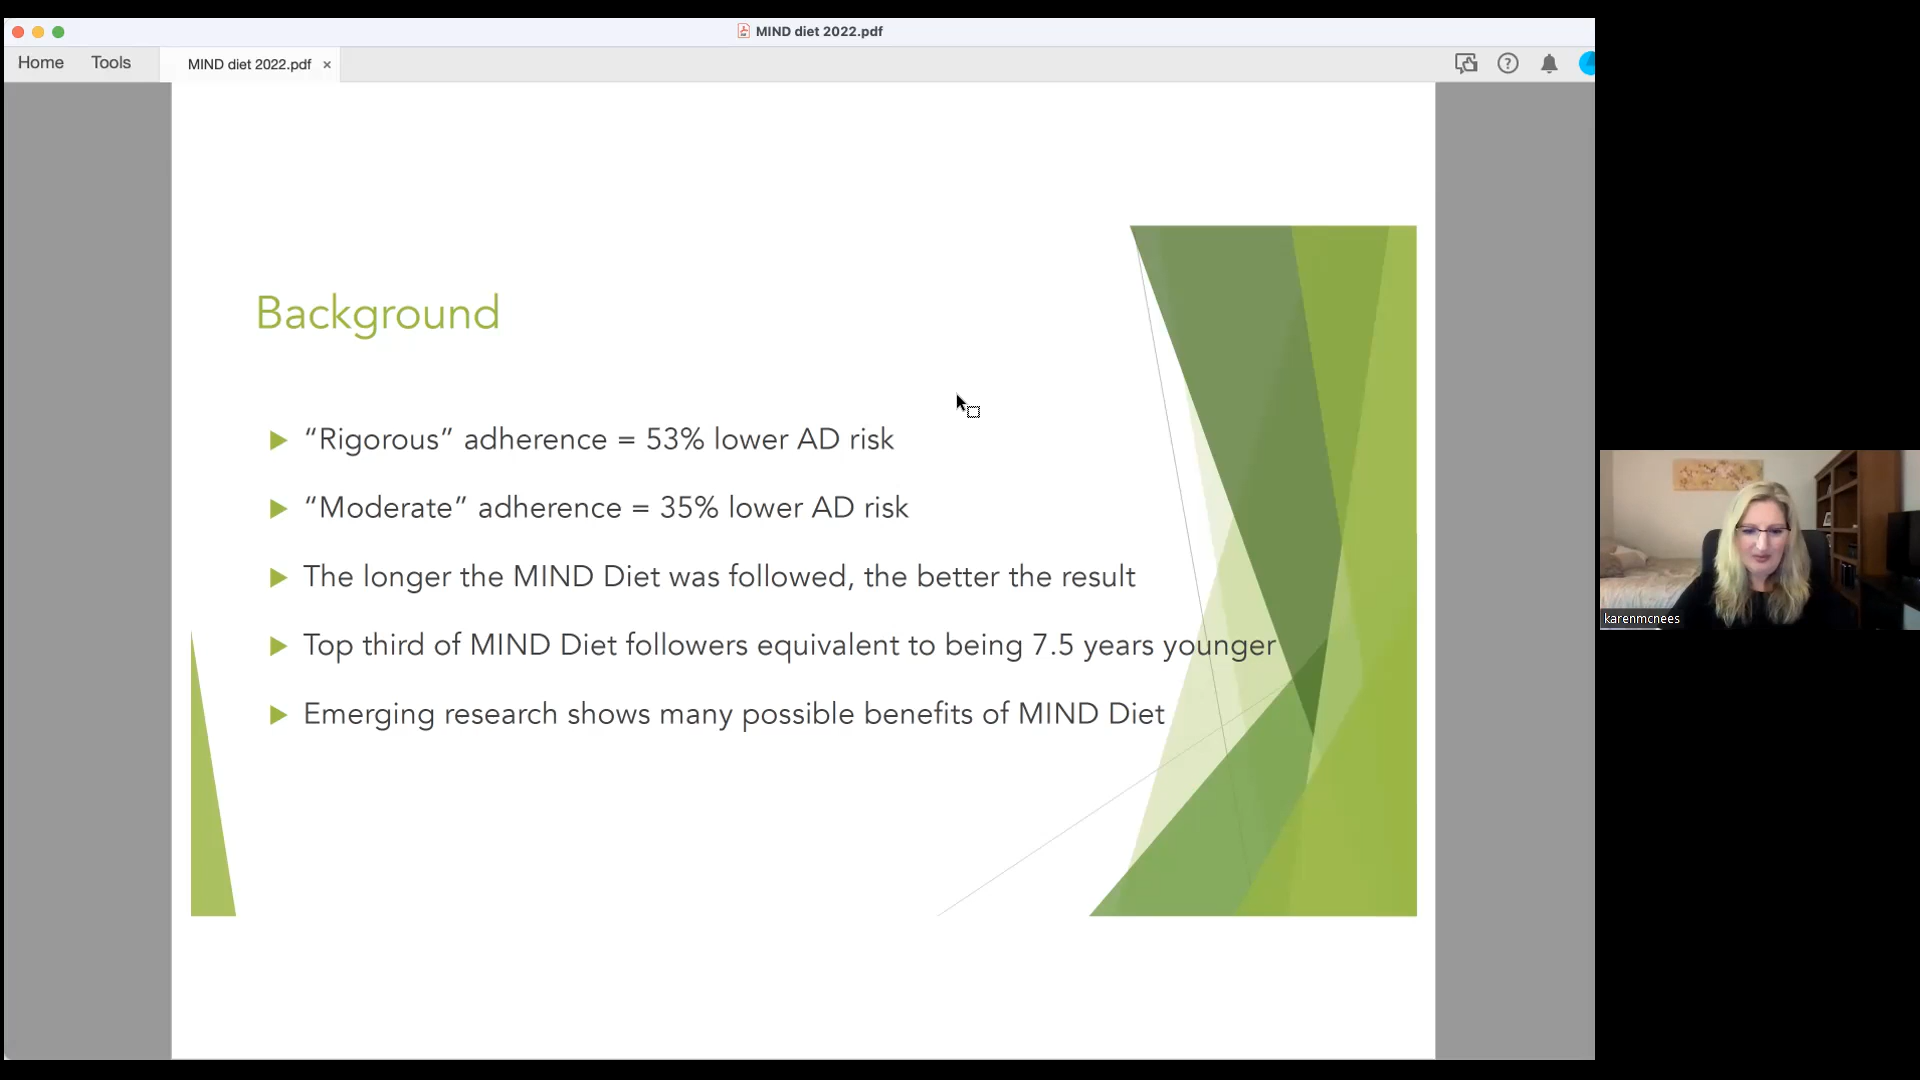 MIND diet 2022.pdf
Home Tools MIND diet 2022.pdf ×
?
Background
“Rigorous” adherence = 53% lower AD risk
“Moderate” adherence = 35% lower AD risk
The longer the MIND Diet was followed, the better the result
Top third of MIND Diet followers equivalent to being 7.5 years younger
Emerging research shows many possible benefits of MIND Diet
karenmcnees